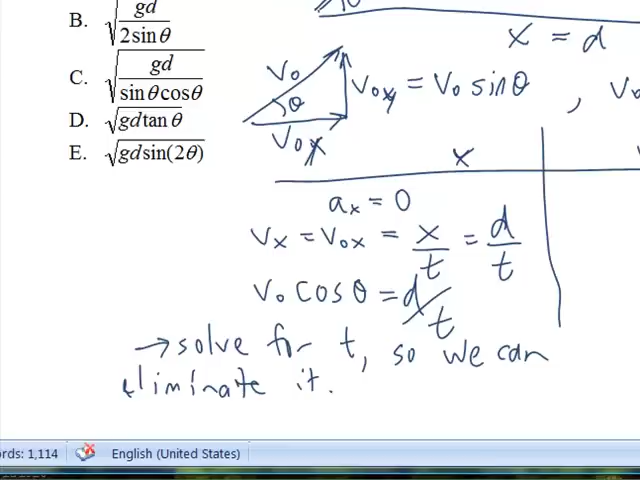 B. √(gd / 2sinθ)
x = d
C. √(gd / sinθcosθ)
V₀
θ
V₀y = V₀ sinθ ,
D. √(gd tanθ)
V₀x
E. √(gd sin(2θ))
x
aₓ = 0
Vₓ = V₀ₓ = x/t = d/t
V₀ cosθ = d/t
→ solve for t, so we can
eliminate it.
rds: 1,114
English (United States)